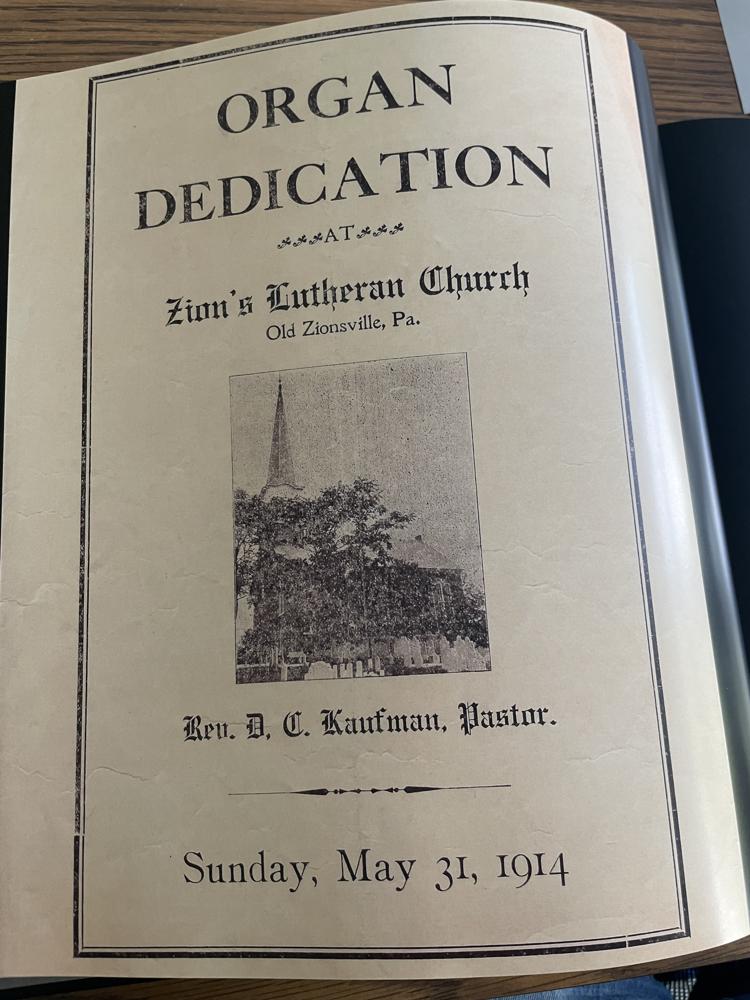 ORGAN
DEDICATION
AT
Zion's Lutheran Church
Old Zionsville, Pa.
Rev. D. C. Kaufman, Pastor.
Sunday, May 31, 1914